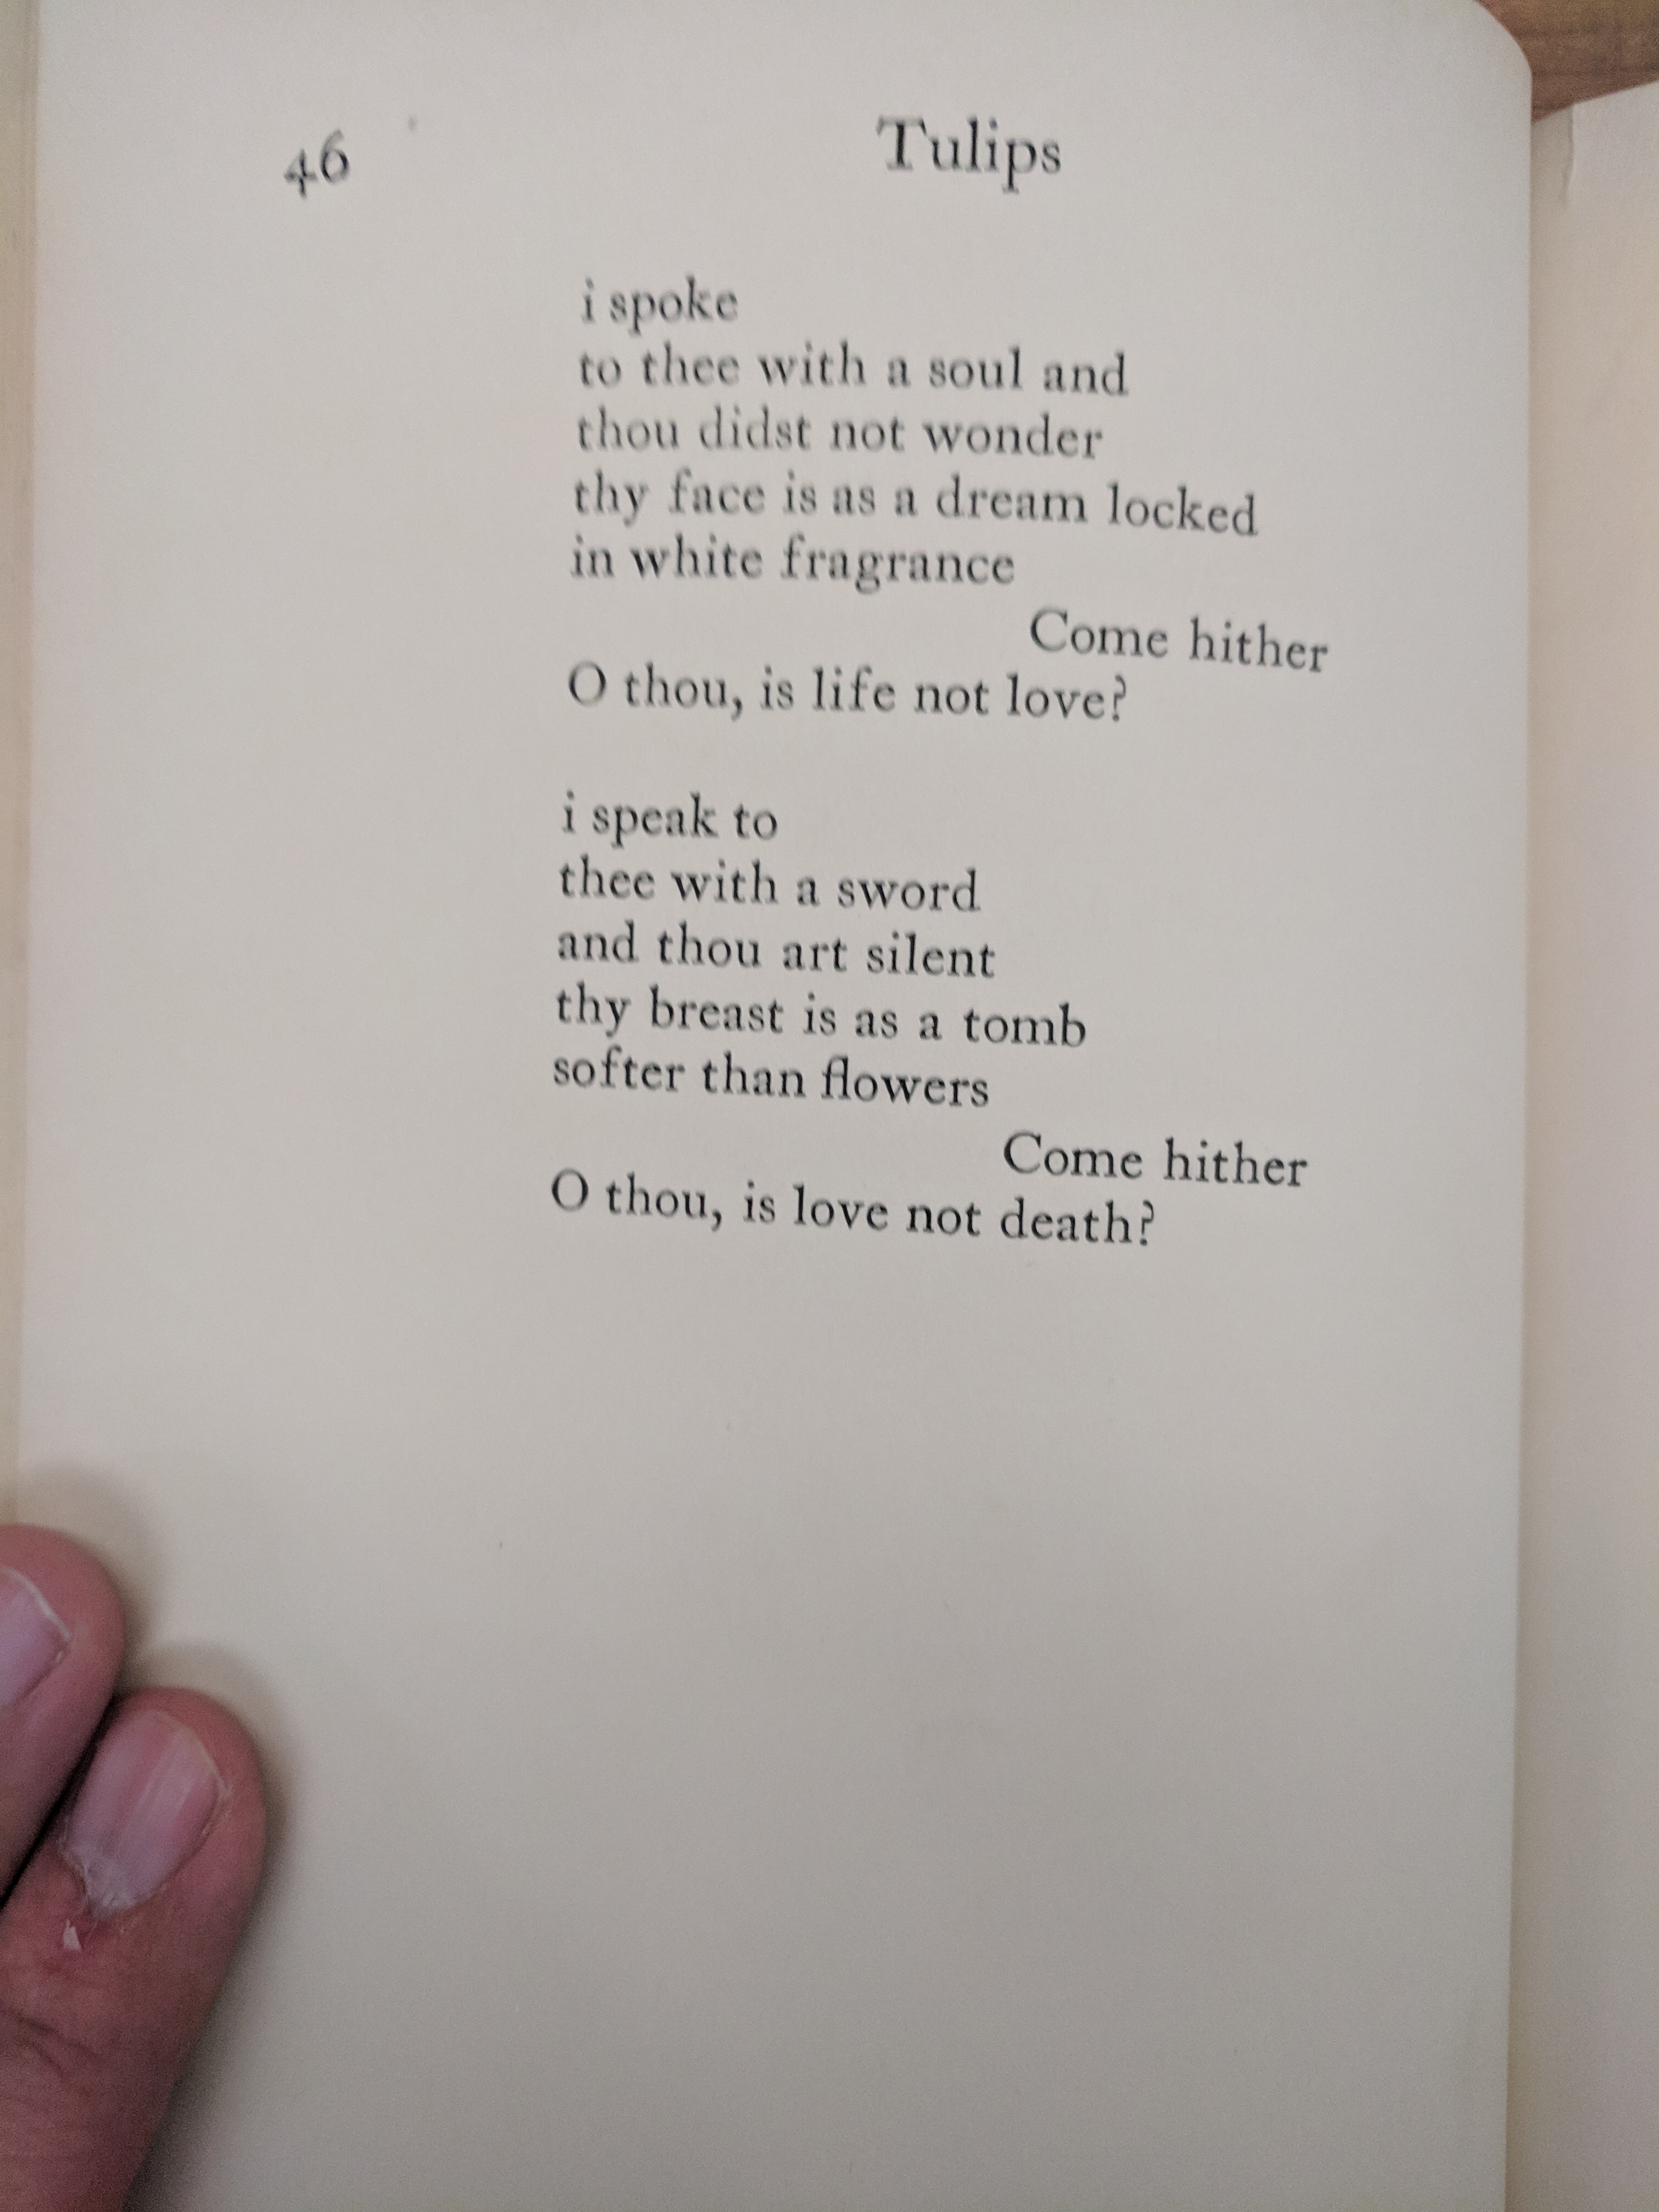 46 Tulips
i spoke
to thee with a soul and
thou didst not wonder
thy face is as a dream locked
in white fragrance
Come hither
O thou, is life not love?
i speak to
thee with a sword
and thou art silent
thy breast is as a tomb
softer than flowers
Come hither
O thou, is love not death?